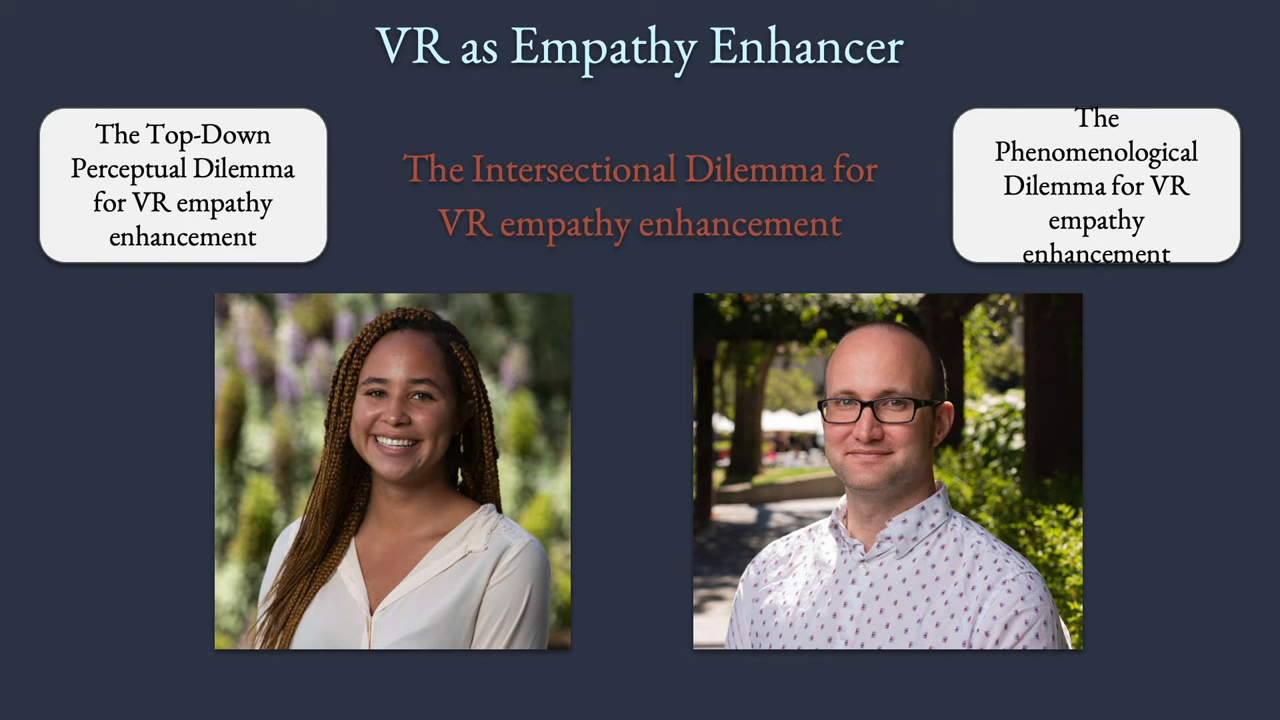 VR as Empathy Enhancer
The Top-Down
Perceptual Dilemma
for VR empathy
enhancement
The Intersectional Dilemma for
VR empathy enhancement
The
Phenomenological
Dilemma for VR
empathy
enhancement